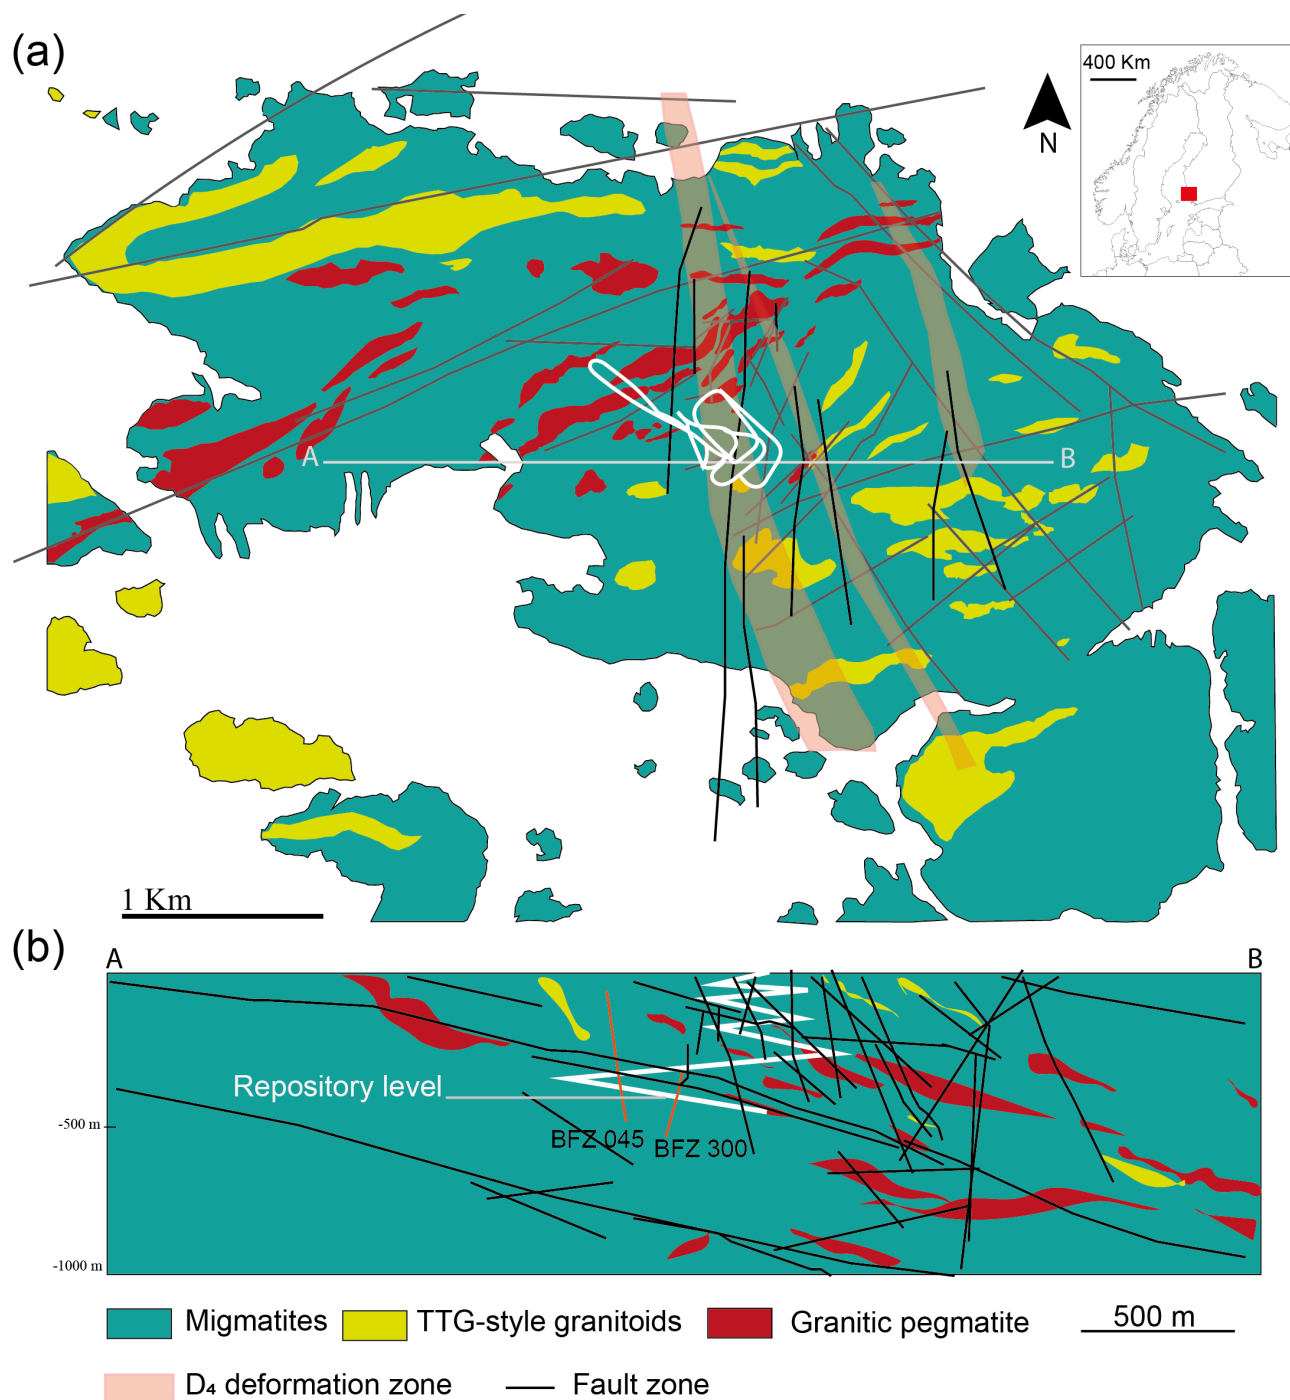 (a)
400 Km
N
A
B
1 Km
(b)
A
B
Repository level
-500 m
BFZ 045
BFZ 300
-1000 m
Migmatites
TTG-style granitoids
Granitic pegmatite
500 m
D₄ deformation zone
Fault zone